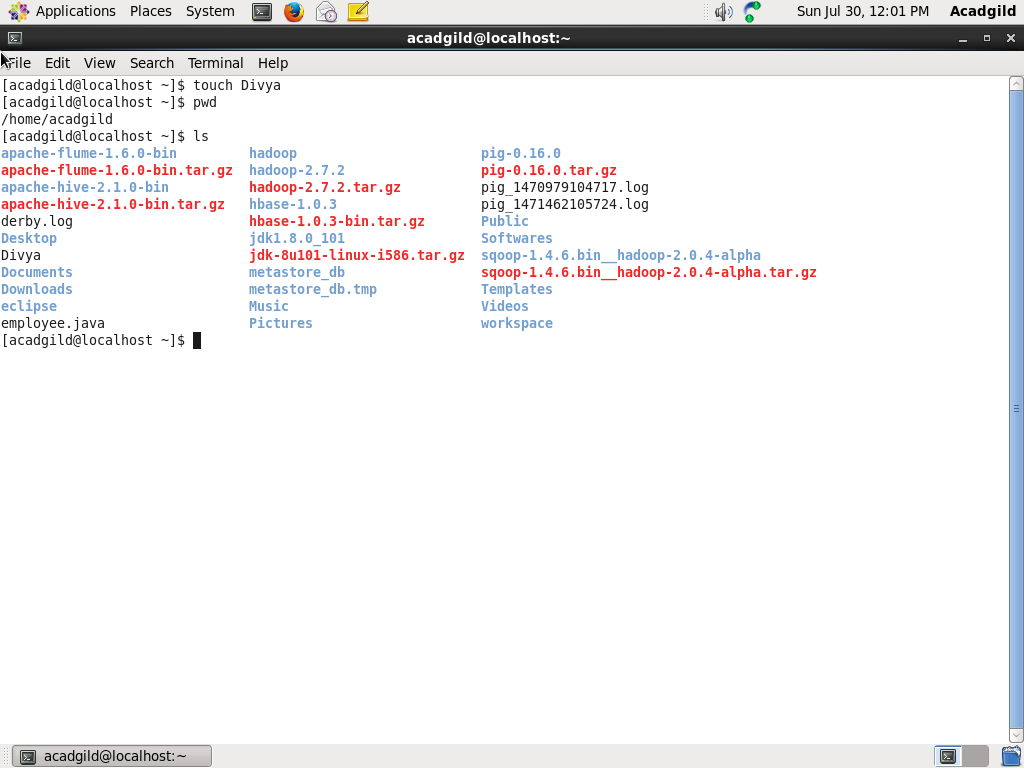 Applications Places System Sun Jul 30, 12:01 PM Acadgild
acadgild@localhost:~
File Edit View Search Terminal Help
[acadgild@localhost ~]$ touch Divya
[acadgild@localhost ~]$ pwd
/home/acadgild
[acadgild@localhost ~]$ ls
apache-flume-1.6.0-bin hadoop pig-0.16.0
apache-flume-1.6.0-bin.tar.gz hadoop-2.7.2 pig-0.16.0.tar.gz
apache-hive-2.1.0-bin hadoop-2.7.2.tar.gz pig_1470979104717.log
apache-hive-2.1.0-bin.tar.gz hbase-1.0.3 pig_1471462105724.log
derby.log hbase-1.0.3-bin.tar.gz Public
Desktop jdk1.8.0_101 Softwares
Divya jdk-8u101-linux-i586.tar.gz sqoop-1.4.6.bin__hadoop-2.0.4-alpha
Documents metastore_db sqoop-1.4.6.bin__hadoop-2.0.4-alpha.tar.gz
Downloads metastore_db.tmp Templates
eclipse Music Videos
employee.java Pictures workspace
[acadgild@localhost ~]$
acadgild@localhost:~